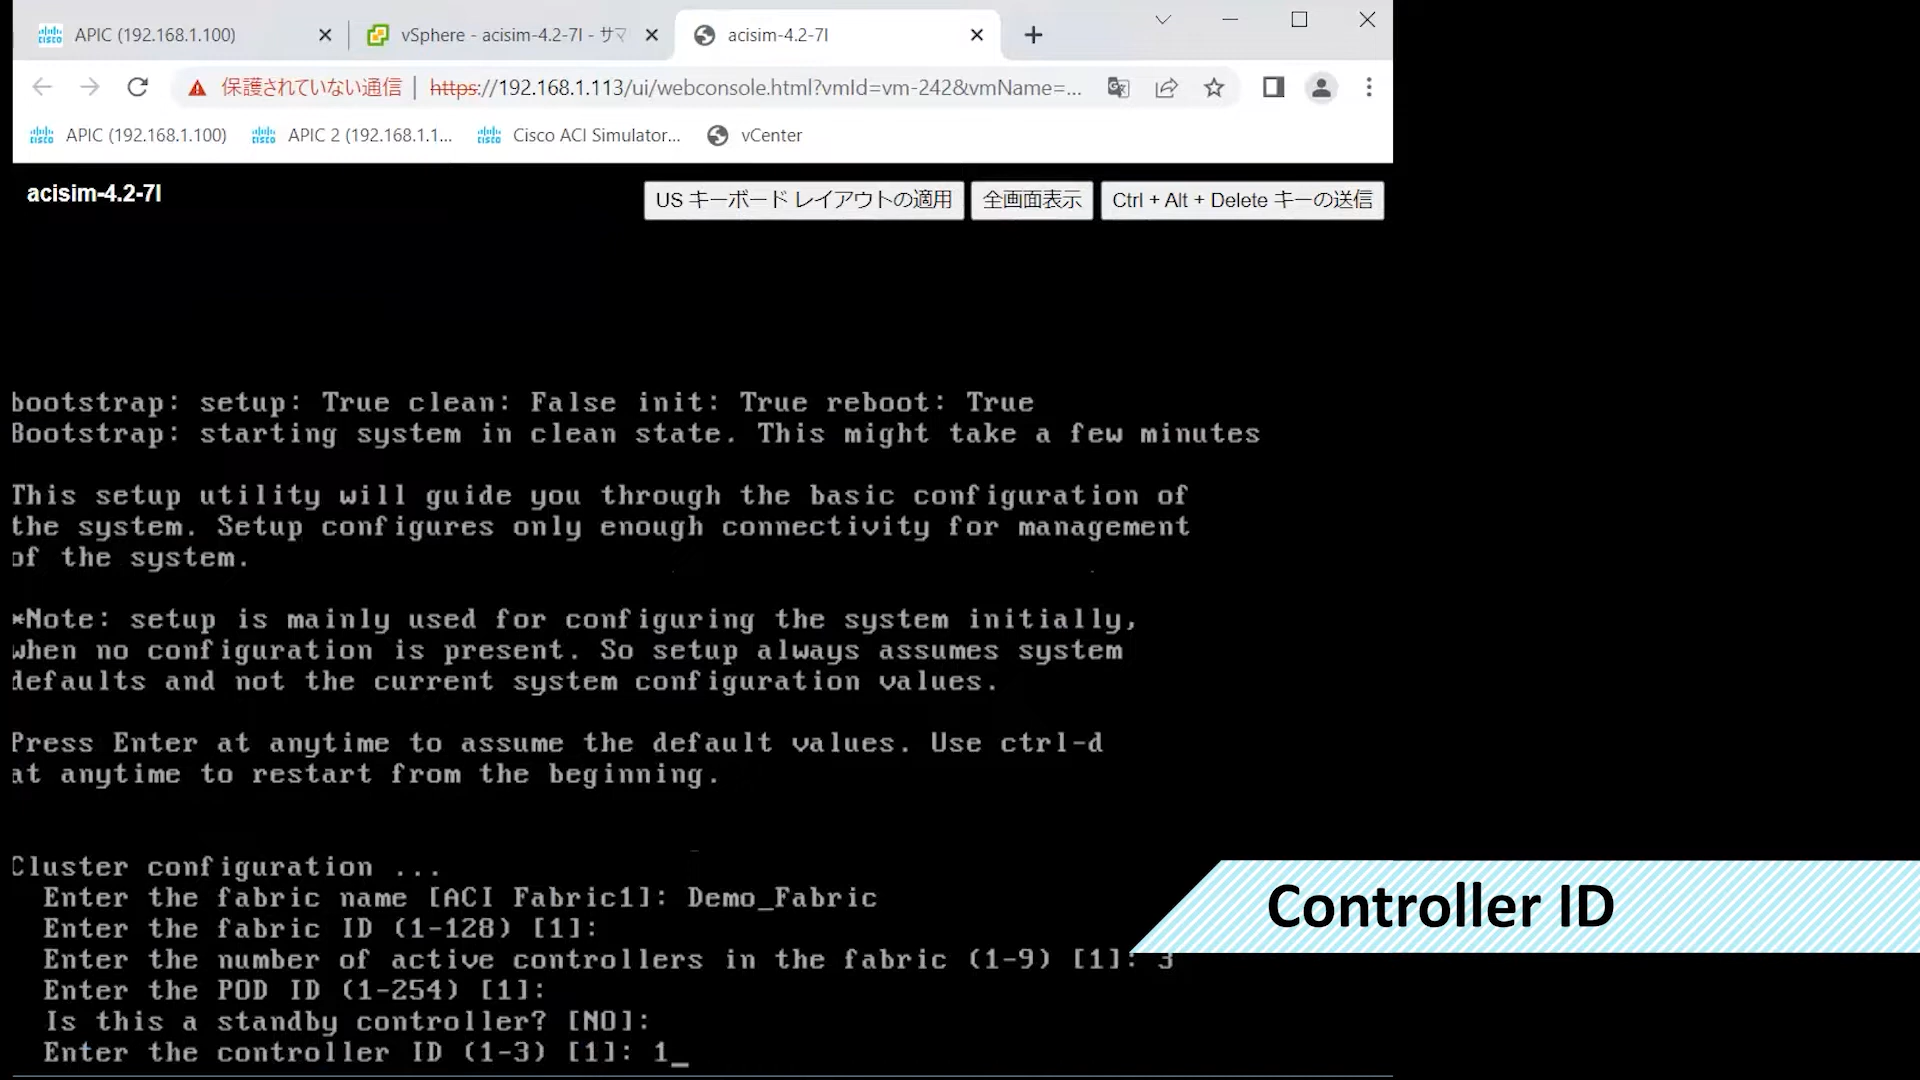 APIC (192.168.1.100)
vSphere - acisim-4.2-7l - サマ
acisim-4.2-7l
保護されていない通信
https://192.168.1.113/ui/webconsole.html?vmId=vm-242&vmName=...
APIC (192.168.1.100)
APIC 2 (192.168.1.1...
Cisco ACI Simulator...
vCenter
acisim-4.2-7l
US キーボード レイアウトの適用
全画面表示
Ctrl + Alt + Delete キーの送信
bootstrap: setup: True clean: False init: True reboot: True
Bootstrap: starting system in clean state. This might take a few minutes
This setup utility will guide you through the basic configuration of
the system. Setup configures only enough connectivity for management
of the system.
*Note: setup is mainly used for configuring the system initially,
when no configuration is present. So setup always assumes system
defaults and not the current system configuration values.
Press Enter at anytime to assume the default values. Use ctrl-d
at anytime to restart from the beginning.
Cluster configuration ...
Enter the fabric name [ACI Fabric1]: Demo_Fabric
Enter the fabric ID (1-128) [1]:
Enter the number of active controllers in the fabric (1-9) [1]: 3
Enter the POD ID (1-254) [1]:
Is this a standby controller? [NO]:
Enter the controller ID (1-3) [1]: 1_
Controller ID